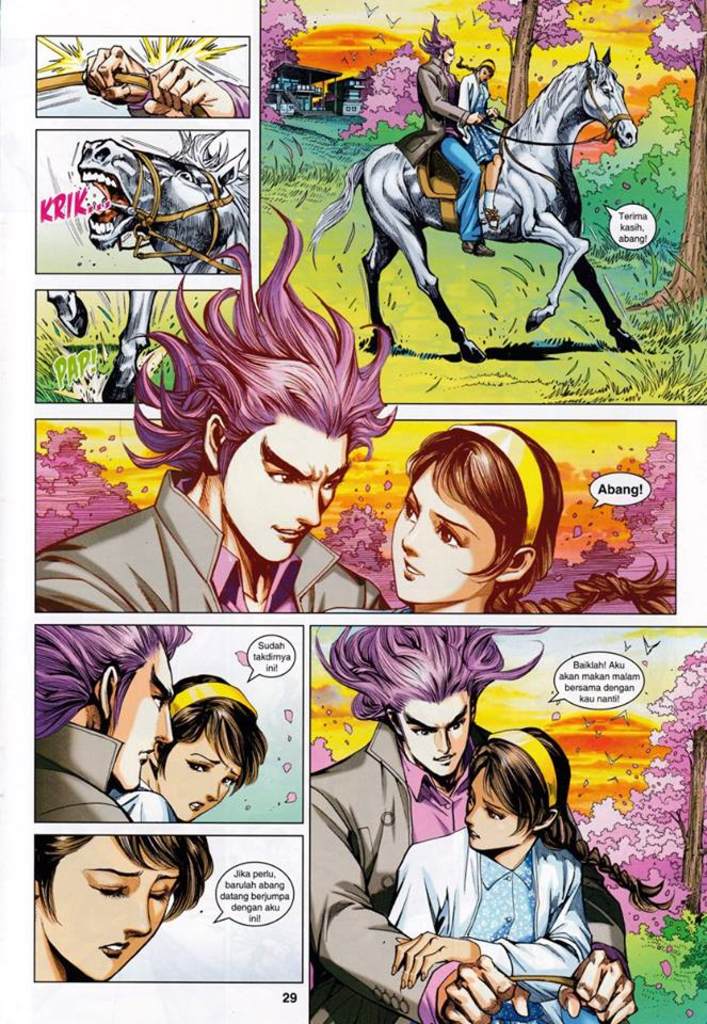 KRIK...
PAP!
Terima
kasih,
abang!
Abang!
Sudah
takdirnya
ini!
Jika perlu,
barulah abang
datang berjumpa
dengan aku
ini!
Baiklah! Aku
akan makan malam
bersama dengan
kau nanti!
29